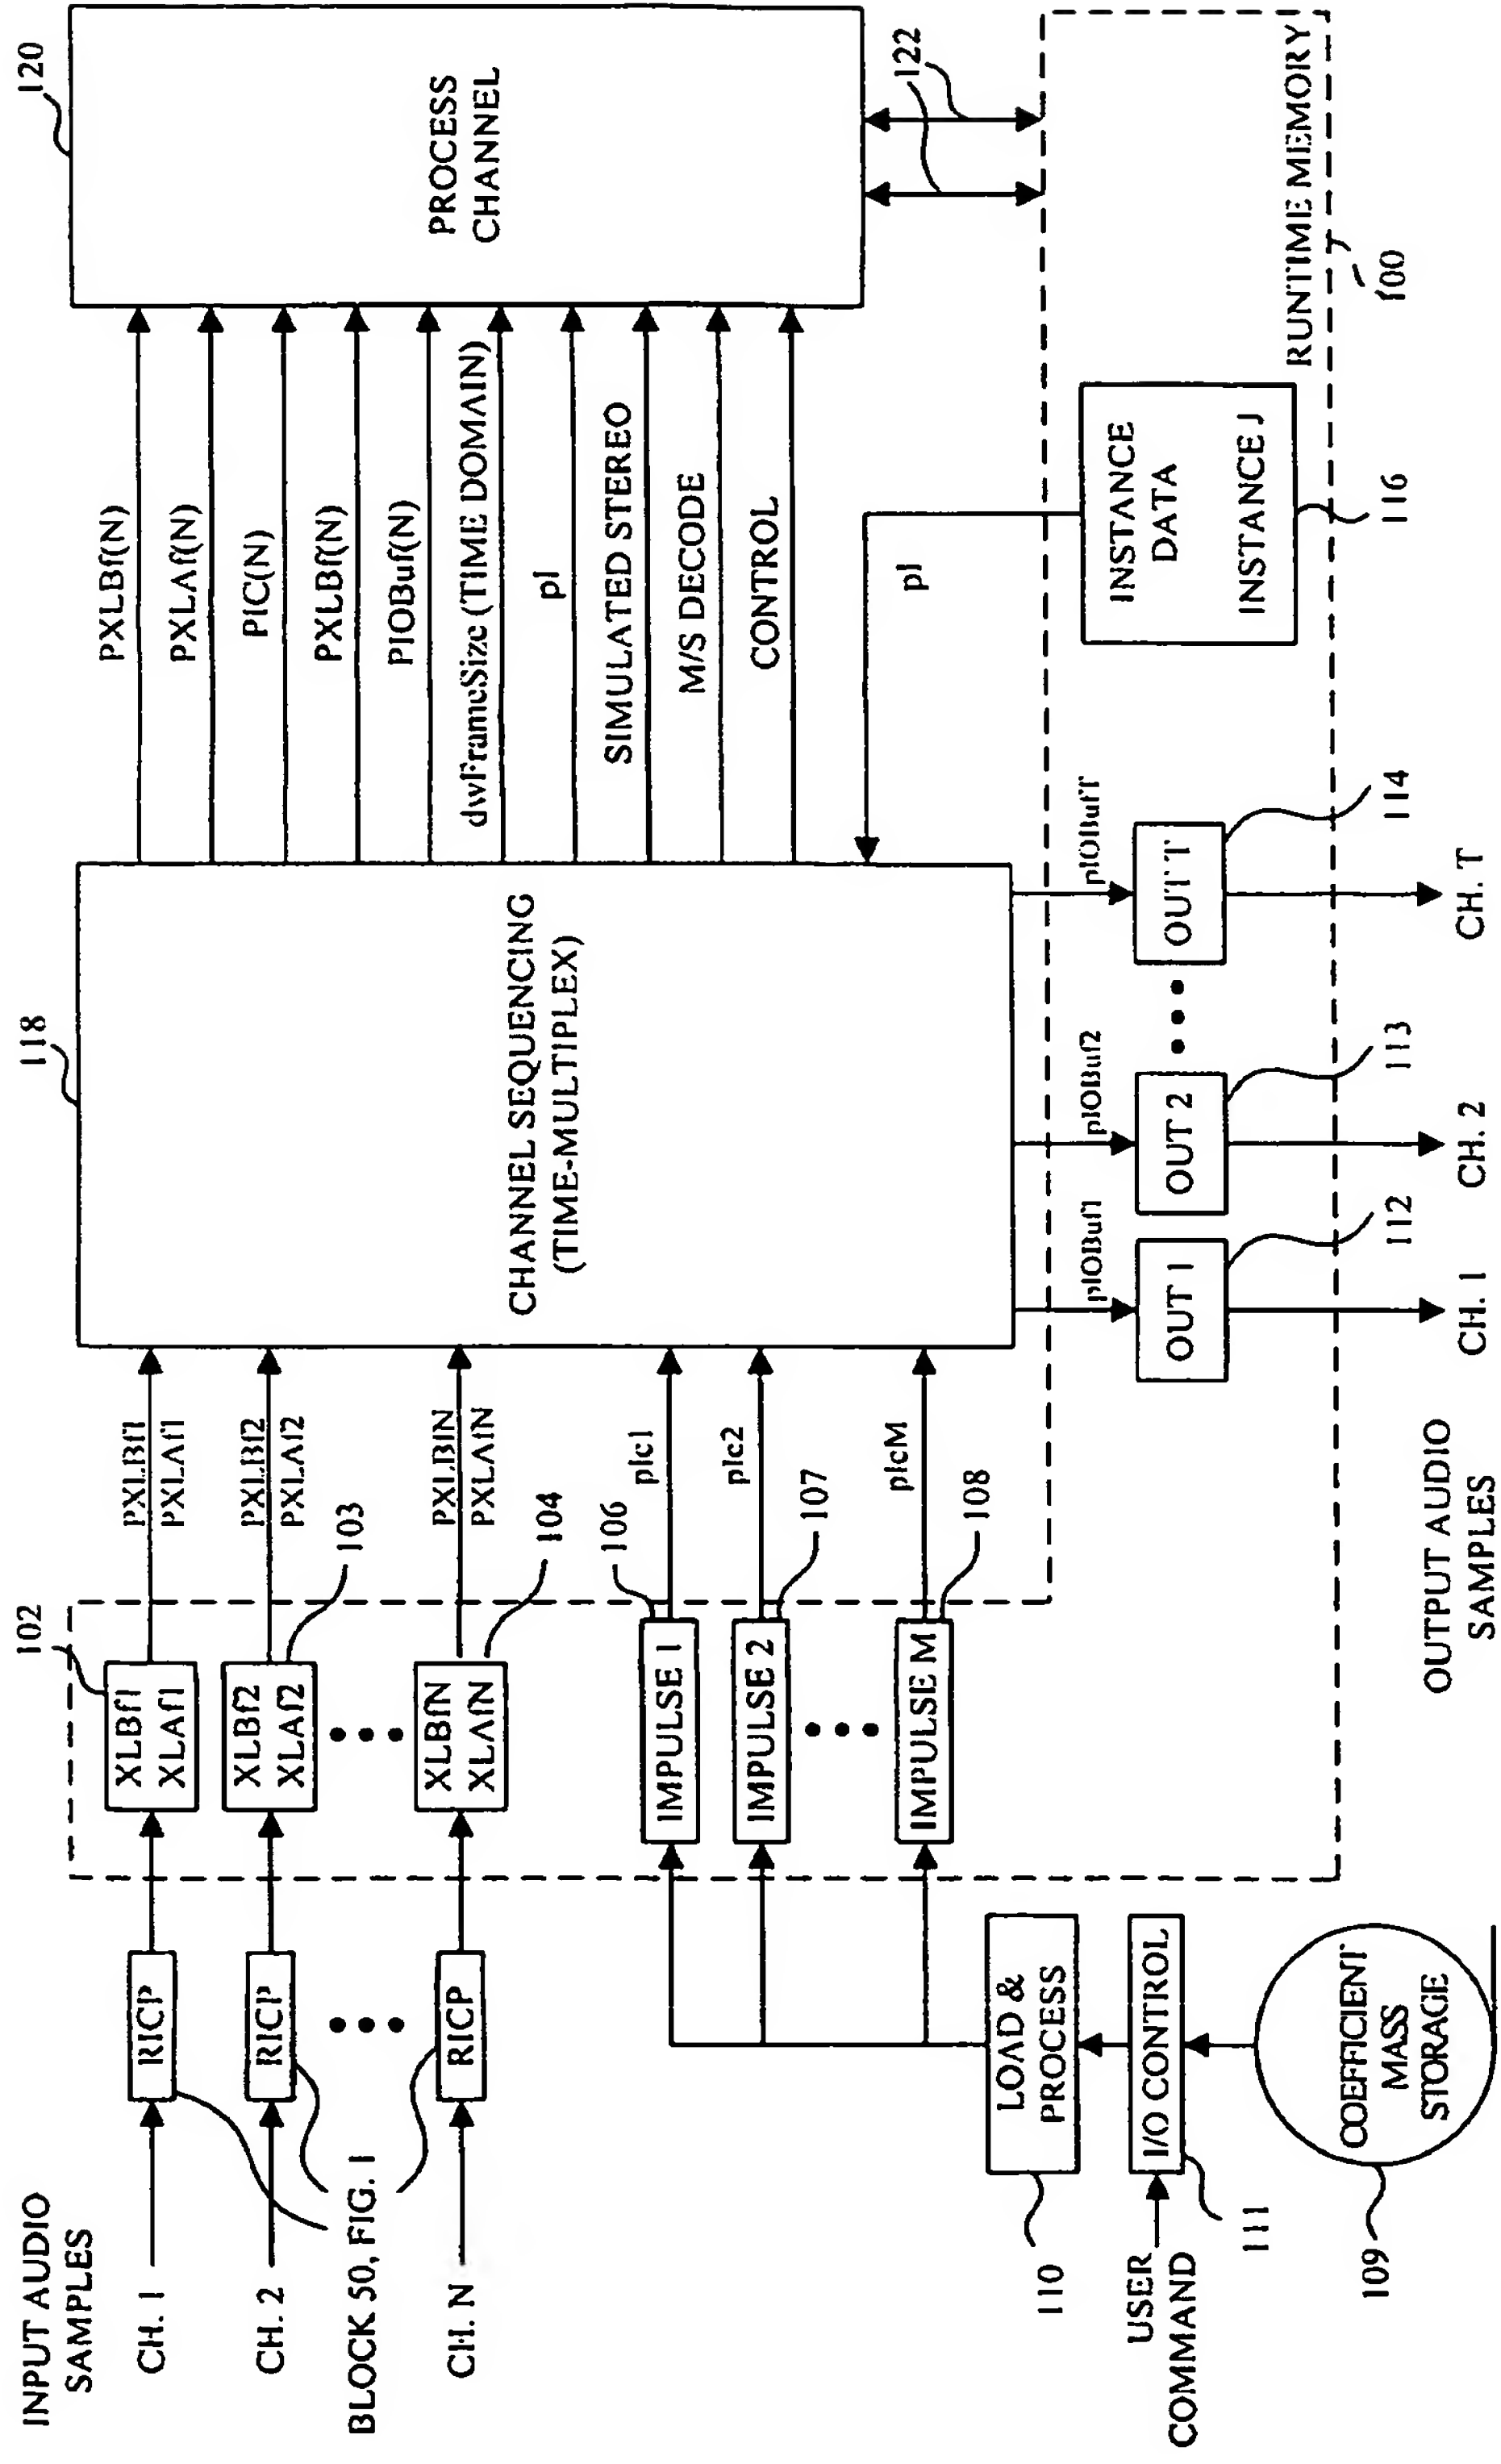 INPUT AUDIO
SAMPLES
CH. 1
CH. 2
CH. N
BLOCK 50, FIG. 1
RICP
RICP
RICP
102
XLBf1
XLAf1
XLBf2
XLAf2
103
XLBfN
XLAfN
104
PXLBf1
PXLAf1
PXLBf2
PXLAf2
PXLBfN
PXLAfN
106
IMPULSE 1
IMPULSE 2
107
IMPULSE M
108
pIc1
pIc2
pIcM
USER
COMMAND
110
LOAD &
PROCESS
111
I/O CONTROL
109
COEFFICIENT
MASS
STORAGE
118
CHANNEL SEQUENCING
(TIME-MULTIPLEX)
PXLBf(N)
PXLAf(N)
PIC(N)
PXLBf(N)
PIOBuf(N)
dwFrameSize (TIME DOMAIN)
pI
SIMULATED STEREO
M/S DECODE
CONTROL
pI
120
PROCESS
CHANNEL
122
pIOBuf1
pIOBuf2
pIOBufT
OUT 1
112
OUT 2
113
OUT T
114
INSTANCE
DATA
INSTANCE J
116
RUNTIME MEMORY
100
OUTPUT AUDIO
SAMPLES
CH. 1
CH. 2
CH. T